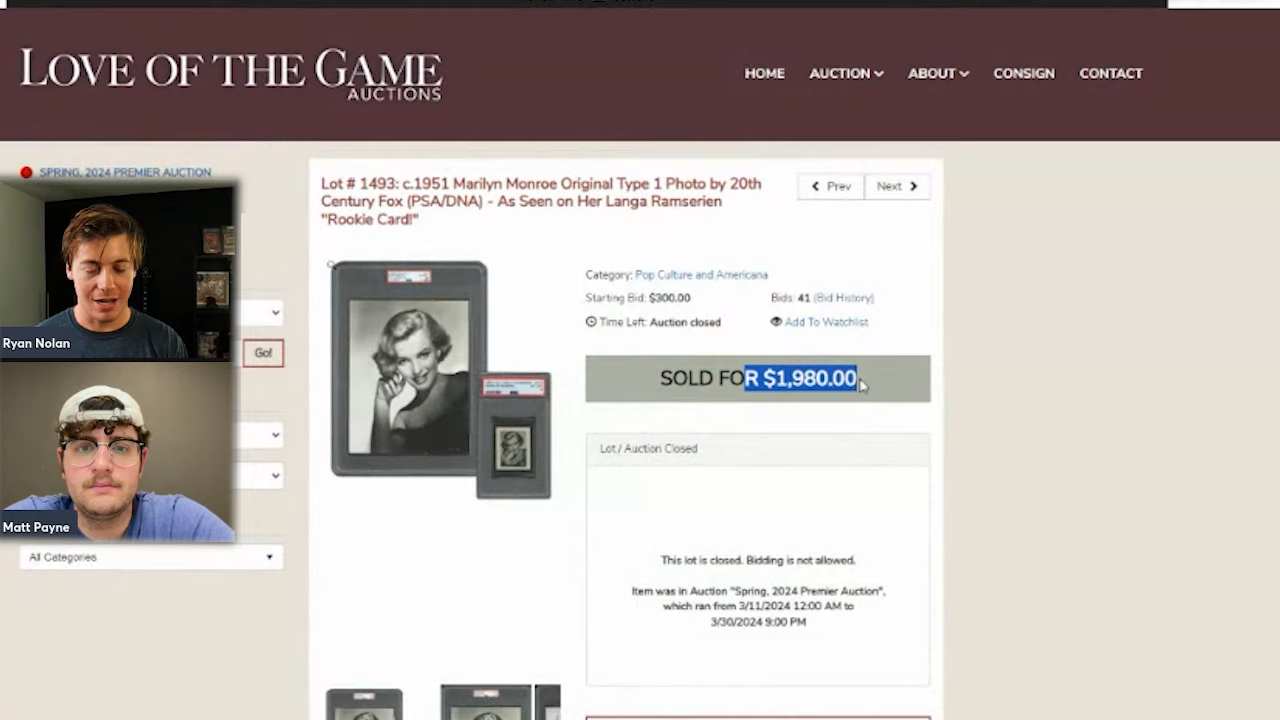 LOVE OF THE GAME
AUCTIONS
HOME
AUCTION
ABOUT
CONSIGN
CONTACT
SPRING, 2024 PREMIER AUCTION
Lot # 1493: c.1951 Marilyn Monroe Original Type 1 Photo by 20th
Century Fox (PSA/DNA) - As Seen on Her Langa Ramserien
"Rookie Card!"
Prev
Next
Category: Pop Culture and Americana
Starting Bid: $300.00
Bids: 41 (Bid History)
Time Left: Auction closed
Add To Watchlist
SOLD FOR $1,980.00
Ryan Nolan
Go!
Lot / Auction Closed
Matt Payne
All Categories
This lot is closed. Bidding is not allowed.
Item was in Auction "Spring, 2024 Premier Auction",
which ran from 3/11/2024 12:00 AM to
3/30/2024 9:00 PM